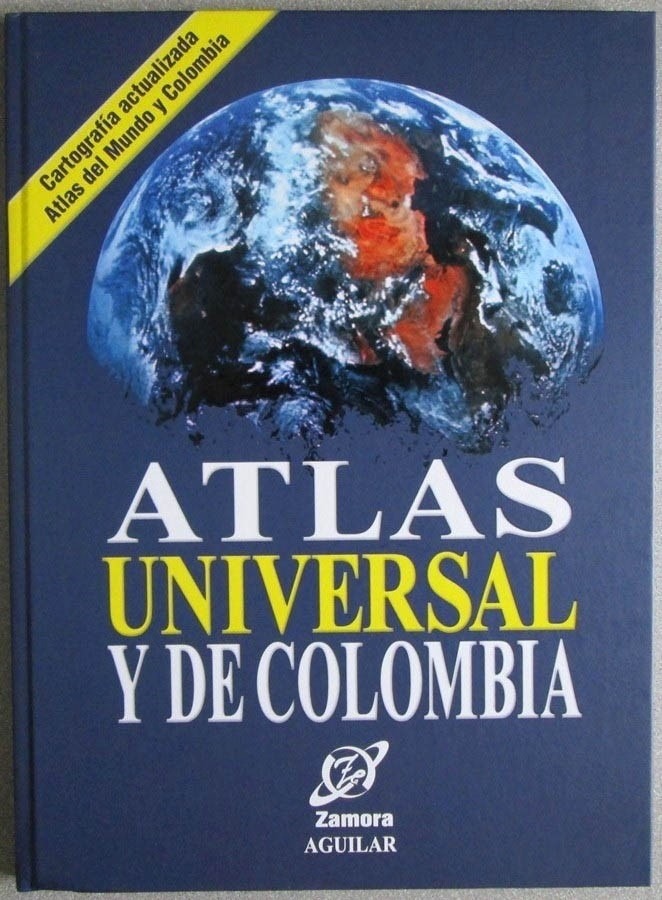 Cartografía actualizada
Atlas del Mundo y Colombia
ATLAS
UNIVERSAL
Y DE COLOMBIA
Zamora
AGUILAR